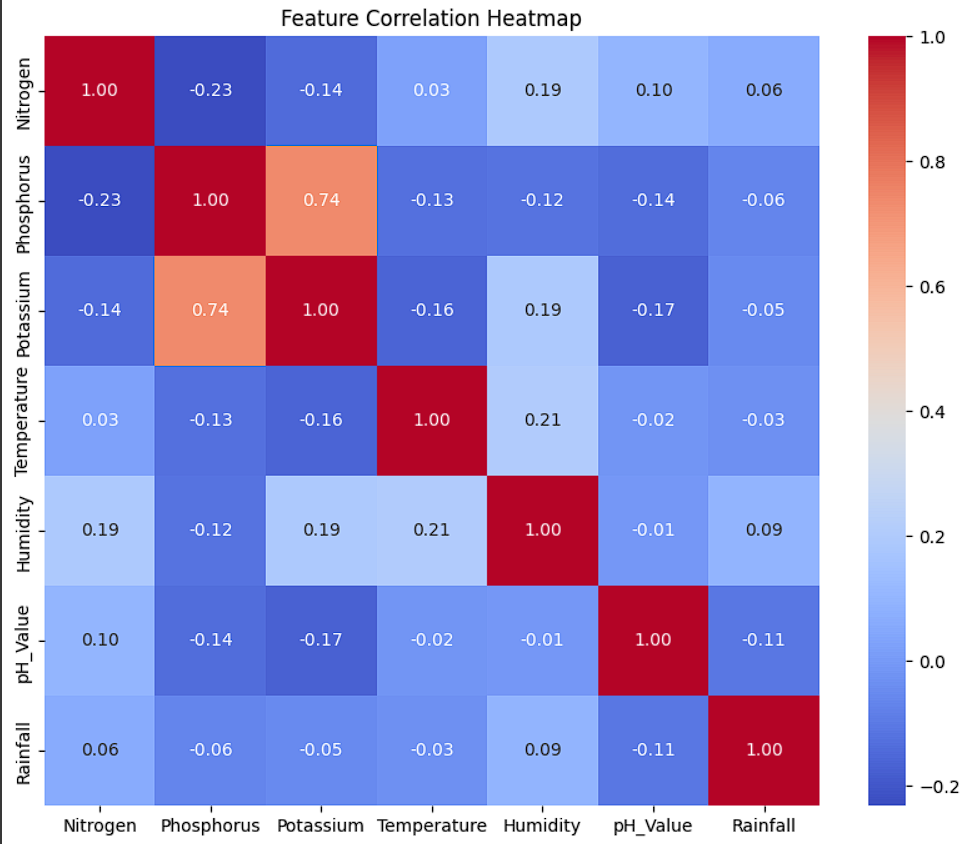 Feature Correlation Heatmap
Nitrogen 1.00 -0.23 -0.14 0.03 0.19 0.10 0.06
Phosphorus -0.23 1.00 0.74 -0.13 -0.12 -0.14 -0.06
Potassium -0.14 0.74 1.00 -0.16 0.19 -0.17 -0.05
Temperature 0.03 -0.13 -0.16 1.00 0.21 -0.02 -0.03
Humidity 0.19 -0.12 0.19 0.21 1.00 -0.01 0.09
pH_Value 0.10 -0.14 -0.17 -0.02 -0.01 1.00 -0.11
Rainfall 0.06 -0.06 -0.05 -0.03 0.09 -0.11 1.00
Nitrogen Phosphorus Potassium Temperature Humidity pH_Value Rainfall
1.0
0.8
0.6
0.4
0.2
0.0
−0.2